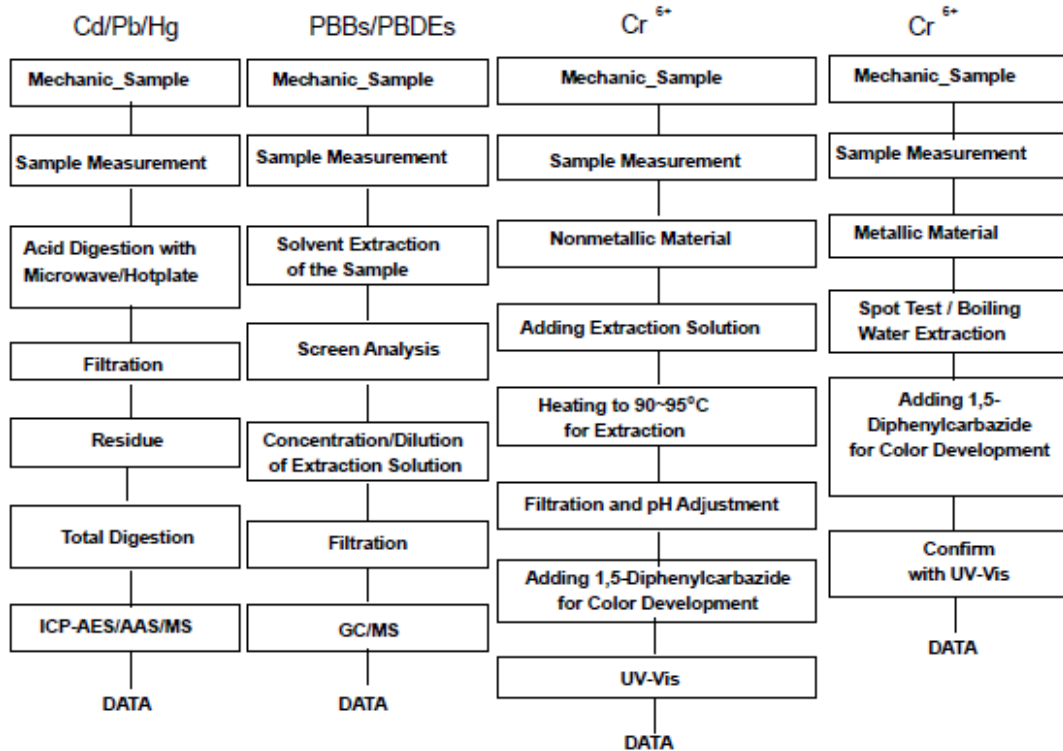 Cd/Pb/Hg
Mechanic_Sample
Sample Measurement
Acid Digestion with
Microwave/Hotplate
Filtration
Residue
Total Digestion
ICP-AES/AAS/MS
DATA
PBBs/PBDEs
Mechanic_Sample
Sample Measurement
Solvent Extraction
of the Sample
Screen Analysis
Concentration/Dilution
of Extraction Solution
Filtration
GC/MS
DATA
Cr 6+
Mechanic_Sample
Sample Measurement
Nonmetallic Material
Adding Extraction Solution
Heating to 90~95°C
for Extraction
Filtration and pH Adjustment
Adding 1,5-Diphenylcarbazide
for Color Development
UV-Vis
DATA
Cr 6+
Mechanic_Sample
Sample Measurement
Metallic Material
Spot Test / Boiling
Water Extraction
Adding 1,5-
Diphenylcarbazide
for Color Development
Confirm
with UV-Vis
DATA